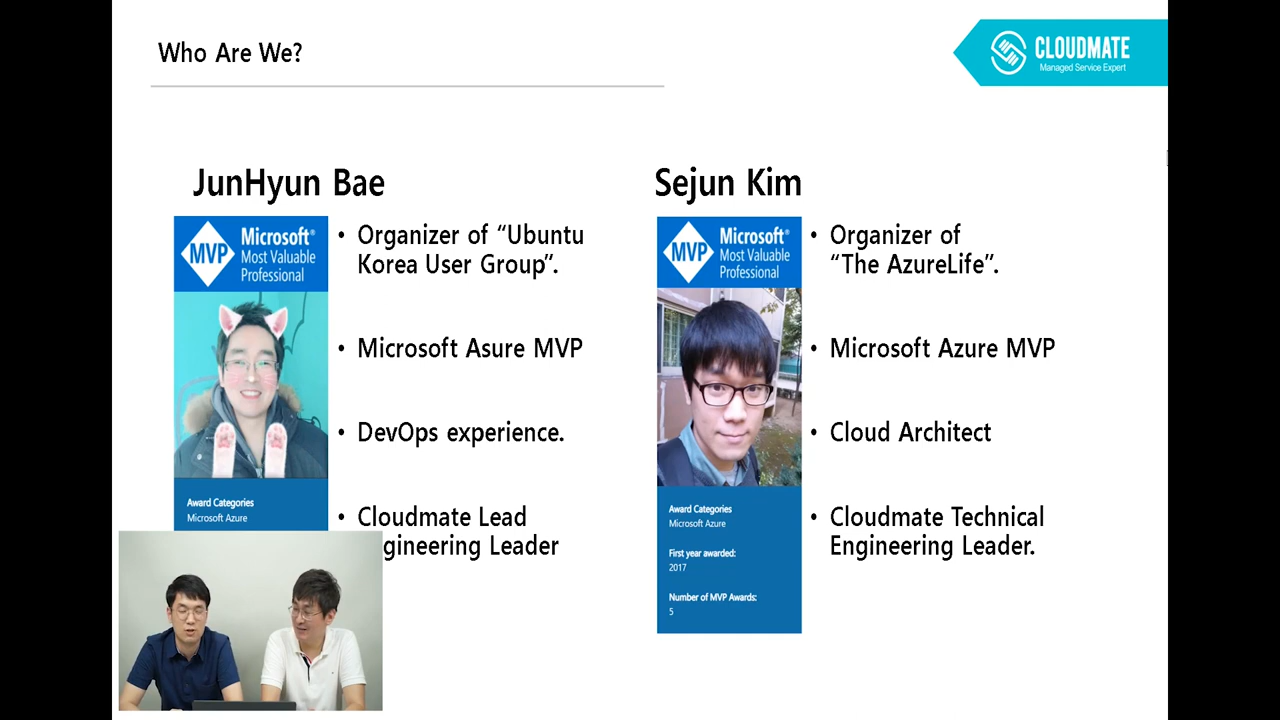 Who Are We?
CLOUDMATE
Managed Service Expert
JunHyun Bae
MVP
Microsoft®
Most Valuable
Professional
• Organizer of “Ubuntu
Korea User Group”.
• Microsoft Asure MVP
• DevOps experience.
• Cloudmate Lead
gineering Leader
Award Categories
Microsoft Azure
Sejun Kim
MVP
Microsoft®
Most Valuable
Professional
• Organizer of
“The AzureLife”.
• Microsoft Azure MVP
• Cloud Architect
• Cloudmate Technical
Engineering Leader.
Award Categories
Microsoft Azure
First year awarded:
2017
Number of MVP Awards:
5